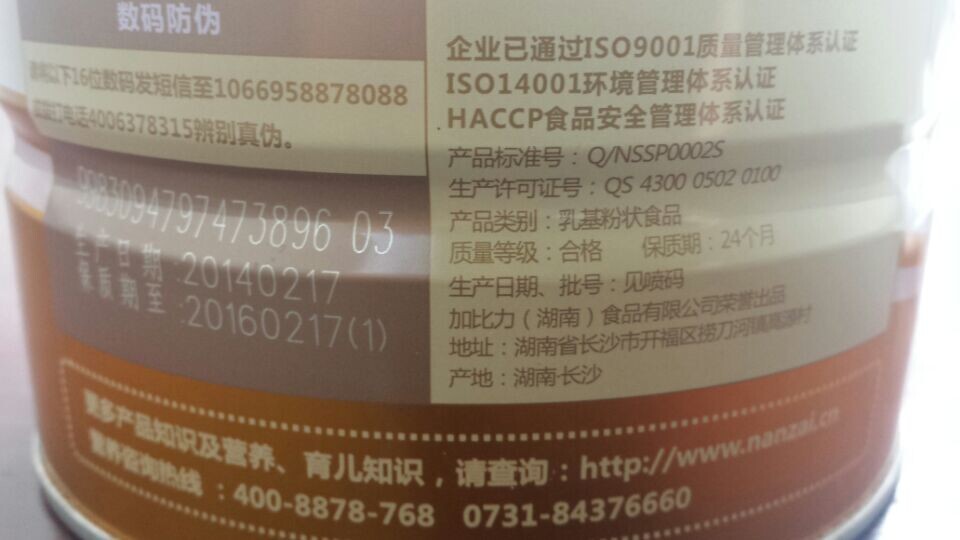 数码防伪
请将以下16位数码发短信至1066958878088
或拨打电话4006378315辨别真伪。
9883094797473896 03
生产日期:20140217
保质期至:20160217(1)
企业已通过ISO9001质量管理体系认证
ISO14001环境管理体系认证
HACCP食品安全管理体系认证
产品标准号：Q/NSSP0002S
生产许可证号：QS 4300 0502 0100
产品类别：乳基粉状食品
质量等级：合格 保质期：24个月
生产日期、批号：见喷码
加比力（湖南）食品有限公司荣誉出品
地址：湖南省长沙市开福区捞刀河镇高源村
产地：湖南·长沙
更多产品知识及营养、育儿知识，请查询：http://www.nanzai.cn
营养咨询热线：400-8878-768 0731-84376660